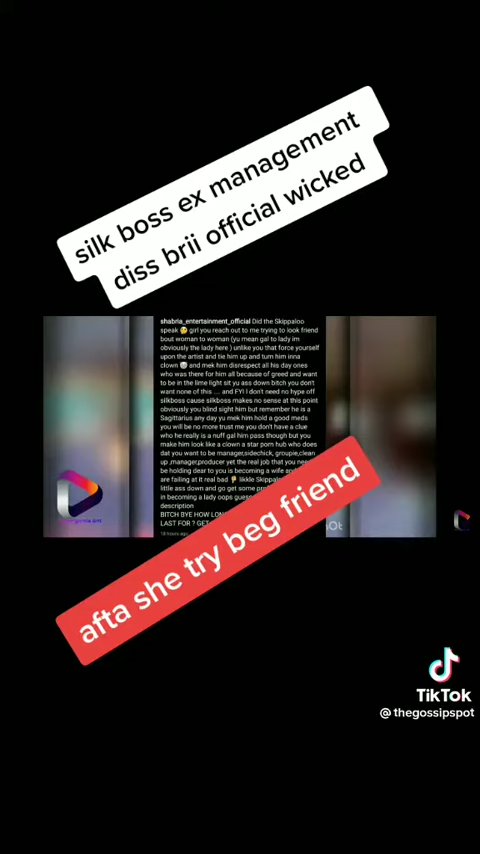 silk boss ex management
diss brii official wicked
shabria_entertainment_official Did the Skippaloo
speak 🤔 girl you reach out to me trying to look friend
bout woman to woman (yu mean gal to lady im
obviously the lady here ) unlike you that force yourself
upon the artist and tie him up and turn him inna
clown 🤡 and mek him disrespect all his day ones
who was there for him all because of greed and want
to be in the lime light sit yu ass down bitch you don't
want none of this .... and FYI I don't need no hype off
silkboss cause silkboss makes no sense at this point
obviously you blind sight him but remember he is a
Sagittarius any day yu mek him hold a good meds
you will be no more trust me you don't have a clue
who he really is a nuff gal him pass though but you
make him look like a clown a star porn hub who does
dat you want to be manager,sidechick, groupie,clean
up ,manager,producer yet the real job that you nee
be holding dear to you is becoming a wife and
are failing at it real bad likkle Skippal
little ass down and go get some pr
in becoming a lady oops gues
description
BITCH BYE HOW LON
LAST FOR ? GET
18 hours ago
afta she try beg friend
TikTok
@thegossipspot